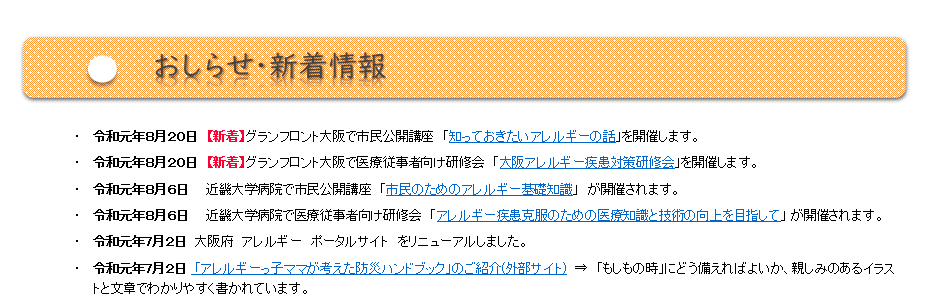 おしらせ・新着情報
・ 令和元年8月20日 【新着】グランフロント大阪で市民公開講座 「知っておきたいアレルギーの話」を開催します。
・ 令和元年8月20日 【新着】グランフロント大阪で医療従事者向け研修会 「大阪アレルギー疾患対策研修会」を開催します。
・ 令和元年8月6日 近畿大学病院で市民公開講座 「市民のためのアレルギー基礎知識」 が開催されます。
・ 令和元年8月6日 近畿大学病院で医療従事者向け研修会 「アレルギー疾患克服のための医療知識と技術の向上を目指して」 が開催されます。
・ 令和元年7月2日 大阪府 アレルギー ポータルサイト をリニューアルしました。
・ 令和元年7月2日 「アレルギーっ子ママが考えた防災ハンドブック」のご紹介(外部サイト) ⇒ 「もしもの時」にどう備えればよいか、親しみのあるイラス
トと文章でわかりやすく書かれています。